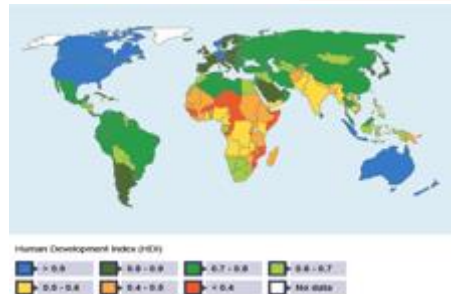 Human Development Index (HDI)
> 0.9 0.8 - 0.9 0.7 - 0.8 0.6 - 0.7
0.5 - 0.6 0.4 - 0.5 < 0.4 No data